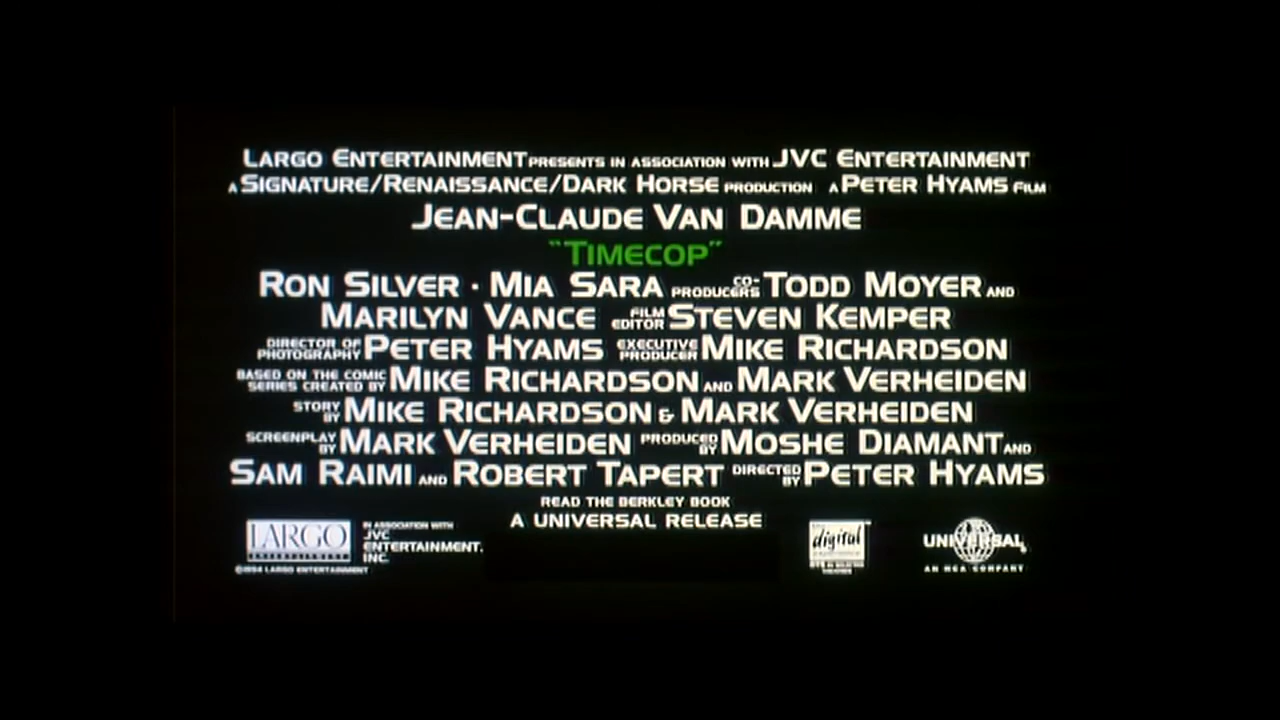 LARGO ENTERTAINMENT PRESENTS IN ASSOCIATION WITH JVC ENTERTAINMENT
A SIGNATURE/RENAISSANCE/DARK HORSE PRODUCTION A PETER HYAMS FILM
JEAN-CLAUDE VAN DAMME
"TIMECOP"
RON SILVER · MIA SARA CO-PRODUCERS TODD MOYER AND
MARILYN VANCE FILM EDITOR STEVEN KEMPER
DIRECTOR OF PHOTOGRAPHY PETER HYAMS EXECUTIVE PRODUCER MIKE RICHARDSON
BASED ON THE COMIC SERIES CREATED BY MIKE RICHARDSON AND MARK VERHEIDEN
STORY BY MIKE RICHARDSON & MARK VERHEIDEN
SCREENPLAY BY MARK VERHEIDEN PRODUCED BY MOSHE DIAMANT AND
SAM RAIMI AND ROBERT TAPERT DIRECTED BY PETER HYAMS
READ THE BERKLEY BOOK
A UNIVERSAL RELEASE
LARGO
ENTERTAINMENT
©1994 LARGO ENTERTAINMENT
IN ASSOCIATION WITH
JVC
ENTERTAINMENT.
INC.
digital
UNIVERSAL
AN MCA COMPANY